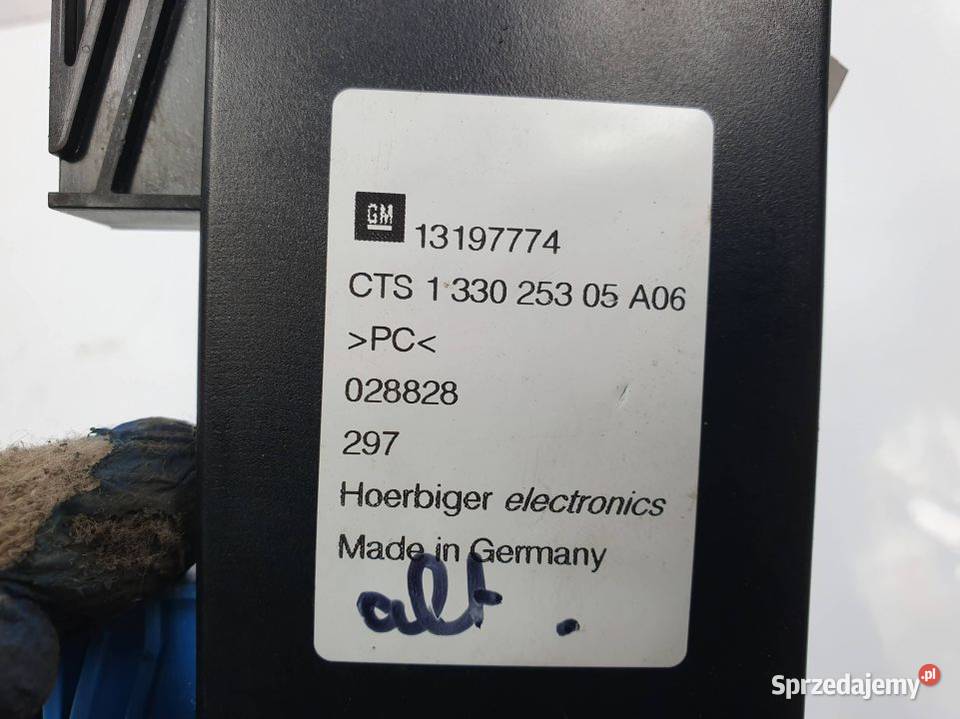 GM 13197774
CTS 1 330 253 05 A06
>PC<
028828
297
Hoerbiger electronics
Made in Germany
alt.
Sprzedajemy.pl